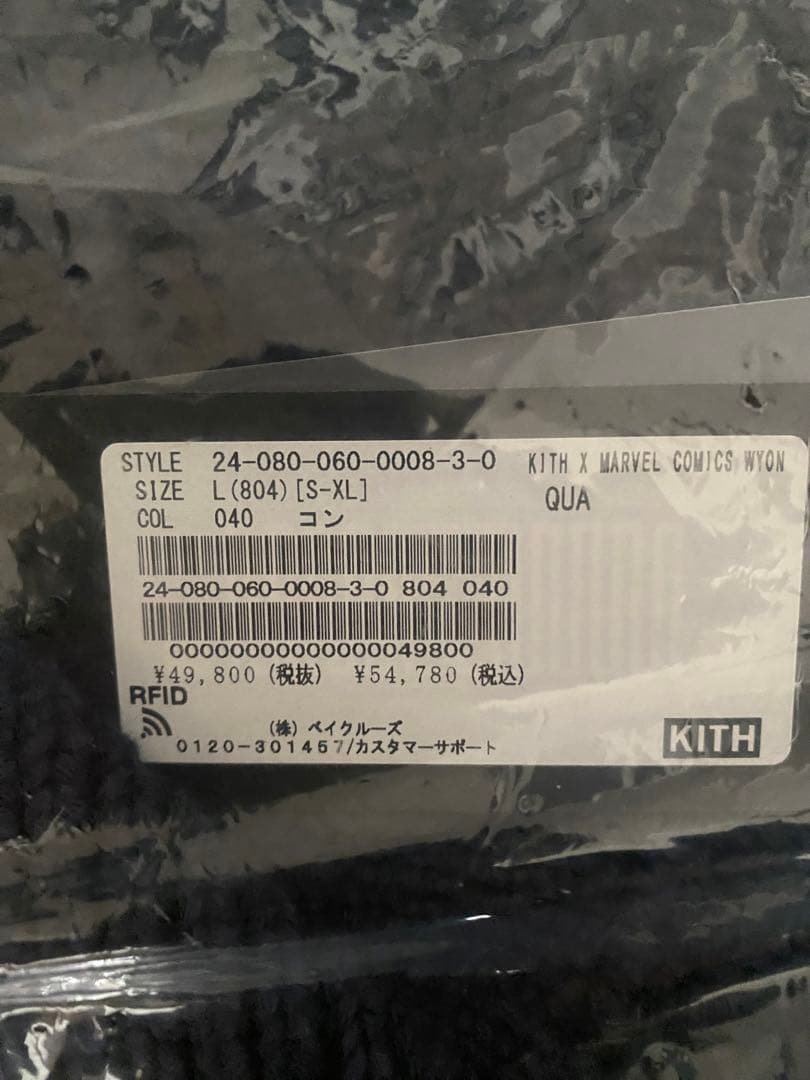 STYLE 24-080-060-0008-3-0 KITH X MARVEL COMICS WYON
SIZE L(804)[S-XL] QUA
COL 040 コン
24-080-060-0008-3-0 804 040
00000000000000049800
¥49,800(税抜) ¥54,780(税込)
RFID
(株)ベイクルーズ
0120-301457/カスタマーサポート
KITH